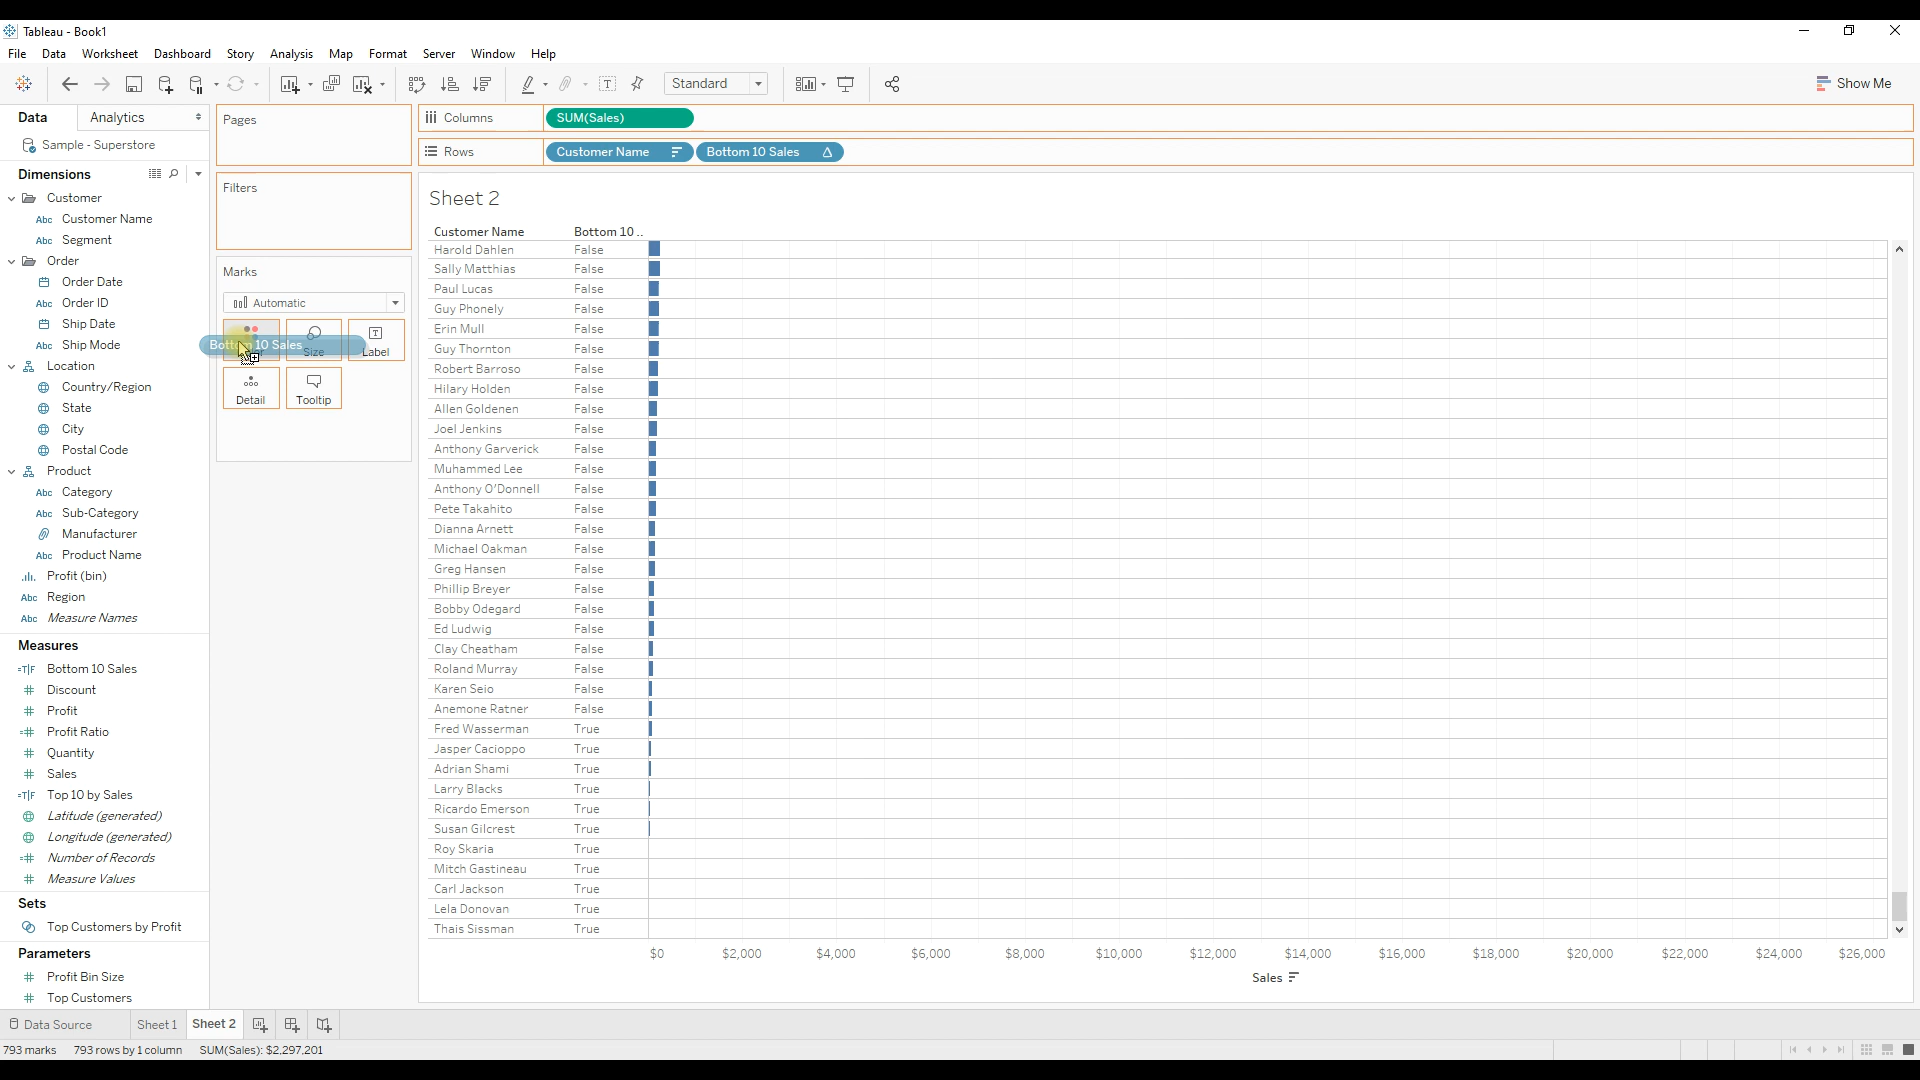 Tableau - Book1
File Data Worksheet Dashboard Story Analysis Map Format Server Window Help
Standard
Show Me
Data
Analytics
Sample - Superstore
Dimensions
Customer
Abc Customer Name
Abc Segment
Order
Order Date
Abc Order ID
Ship Date
Abc Ship Mode
Location
Country/Region
State
City
Postal Code
Product
Abc Category
Abc Sub-Category
Manufacturer
Abc Product Name
Profit (bin)
Abc Region
Abc Measure Names
Measures
=T|F Bottom 10 Sales
# Discount
# Profit
=# Profit Ratio
# Quantity
# Sales
=T|F Top 10 by Sales
Latitude (generated)
Longitude (generated)
=# Number of Records
# Measure Values
Sets
Top Customers by Profit
Parameters
# Profit Bin Size
# Top Customers
Pages
Filters
Marks
Automatic
Bottom 10 Sales
Size
Label
Detail
Tooltip
Columns SUM(Sales)
Rows Customer Name Bottom 10 Sales
Sheet 2
Customer Name Bottom 10 ..
Harold Dahlen False
Sally Matthias False
Paul Lucas False
Guy Phonely False
Erin Mull False
Guy Thornton False
Robert Barroso False
Hilary Holden False
Allen Goldenen False
Joel Jenkins False
Anthony Garverick False
Muhammed Lee False
Anthony O'Donnell False
Pete Takahito False
Dianna Arnett False
Michael Oakman False
Greg Hansen False
Phillip Breyer False
Bobby Odegard False
Ed Ludwig False
Clay Cheatham False
Roland Murray False
Karen Seio False
Anemone Ratner False
Fred Wasserman True
Jasper Cacioppo True
Adrian Shami True
Larry Blacks True
Ricardo Emerson True
Susan Gilcrest True
Roy Skaria True
Mitch Gastineau True
Carl Jackson True
Lela Donovan True
Thais Sissman True
$0 $2,000 $4,000 $6,000 $8,000 $10,000 $12,000 $14,000 $16,000 $18,000 $20,000 $22,000 $24,000 $26,000
Sales
Data Source Sheet 1 Sheet 2
793 marks 793 rows by 1 column SUM(Sales): $2,297,201